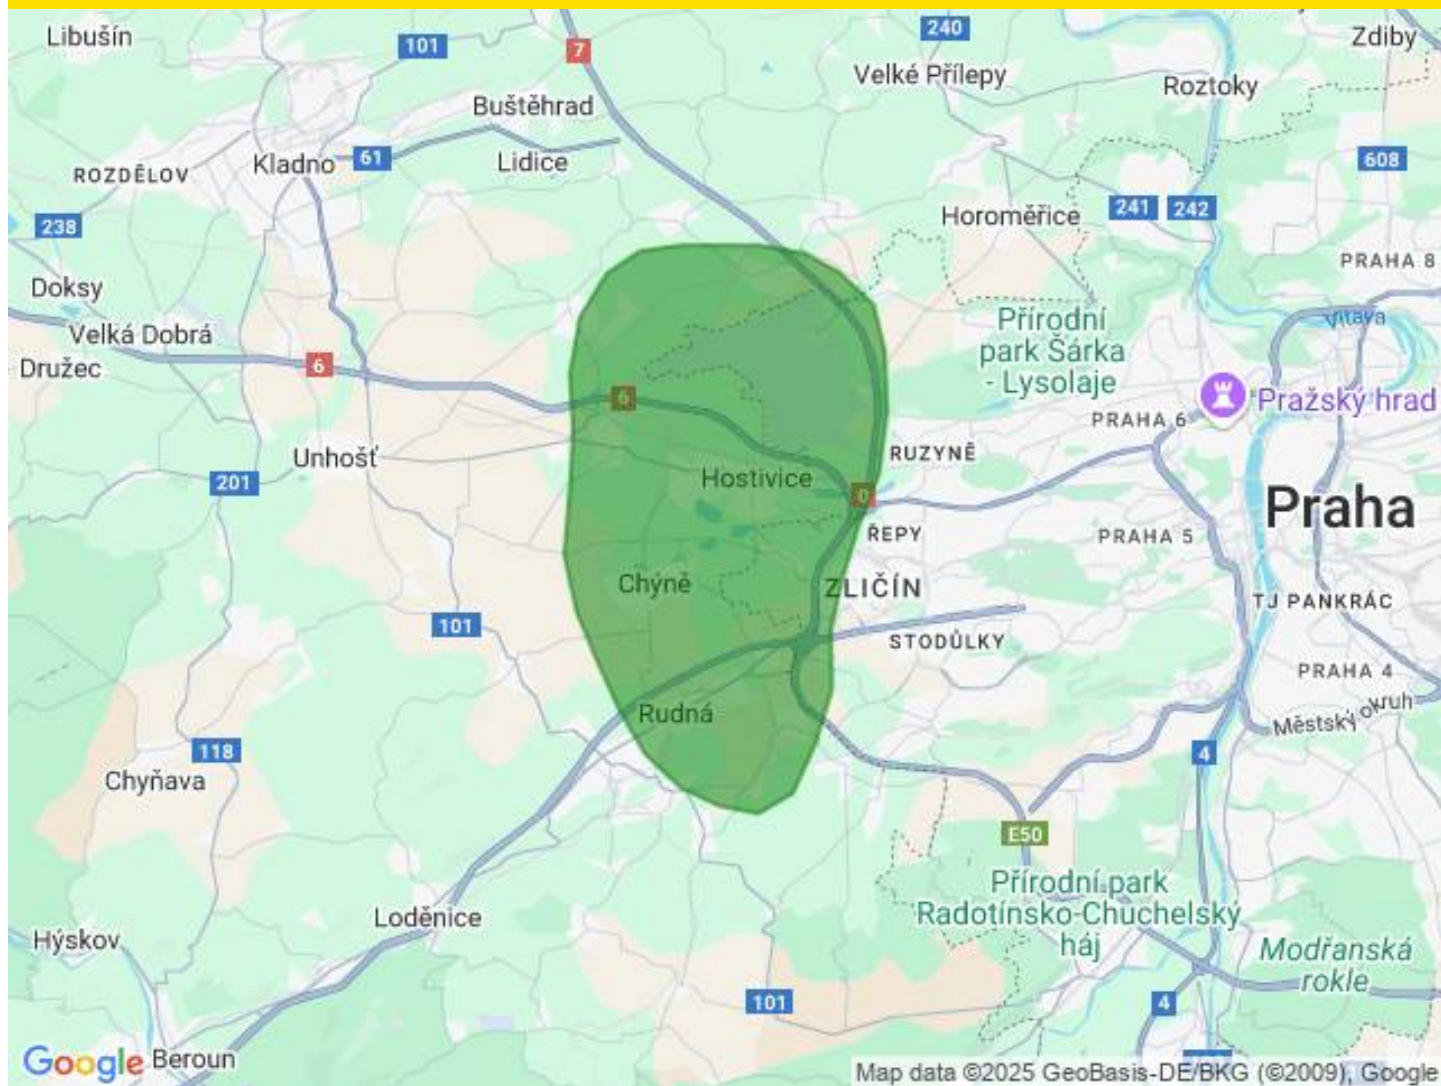 Libušín
101
7
240
Zdiby
Velké Přílepy
Roztoky
Buštěhrad
Kladno
61
Lidice
608
ROZDĚLOV
238
Horoměřice
241
242
PRAHA 8
Doksy
Velká Dobrá
Družec
6
Přírodní
park Šárka
- Lysolaje
Vltava
6
PRAHA 6
Pražský hrad
Unhošť
201
Hostivice
RUZYNĚ
0
Praha
ŘEPY
PRAHA 5
Chýně
ZLIČÍN
TJ PANKRÁC
101
STODŮLKY
PRAHA 4
Rudná
Městský okruh
118
4
Chyňava
E50
Přírodní park
Radotínsko-Chuchelský
háj
Loděnice
Hýskov
Modřanská
rokle
101
4
Google
Beroun
Map data ©2025 GeoBasis-DE/BKG (©2009), Google